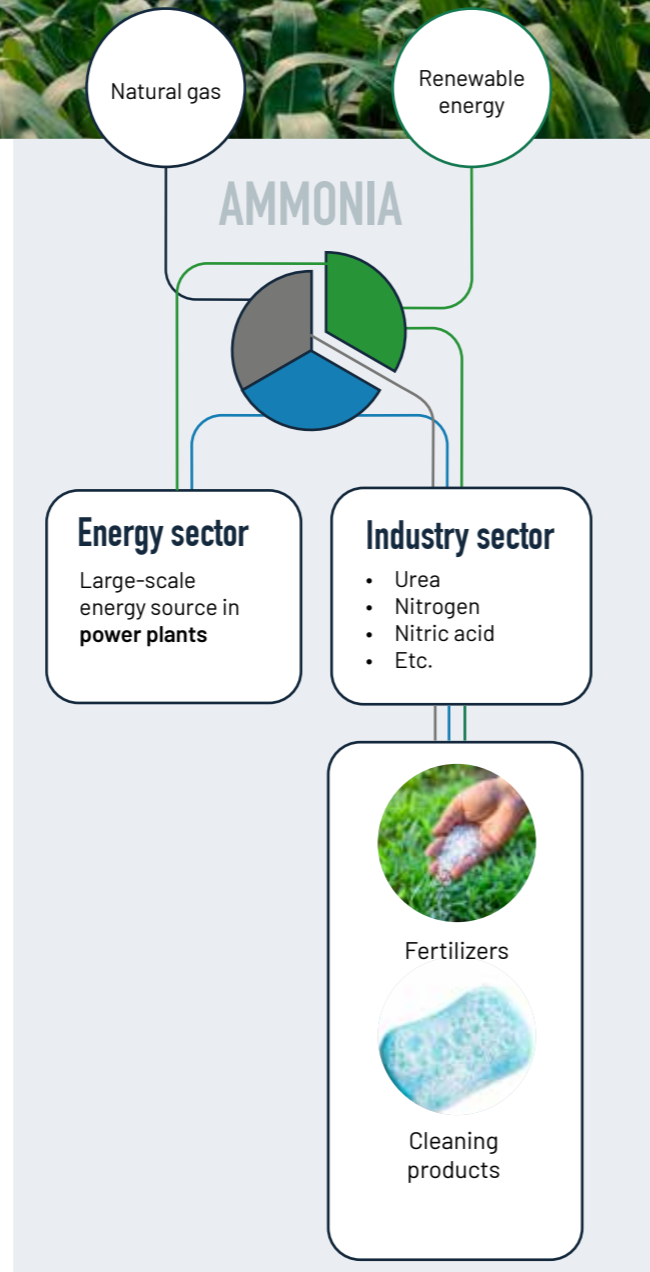 Natural gas
Renewable
energy
AMMONIA
Energy sector
Large-scale
energy source in
power plants
Industry sector
• Urea
• Nitrogen
• Nitric acid
• Etc.
Fertilizers
Cleaning
products